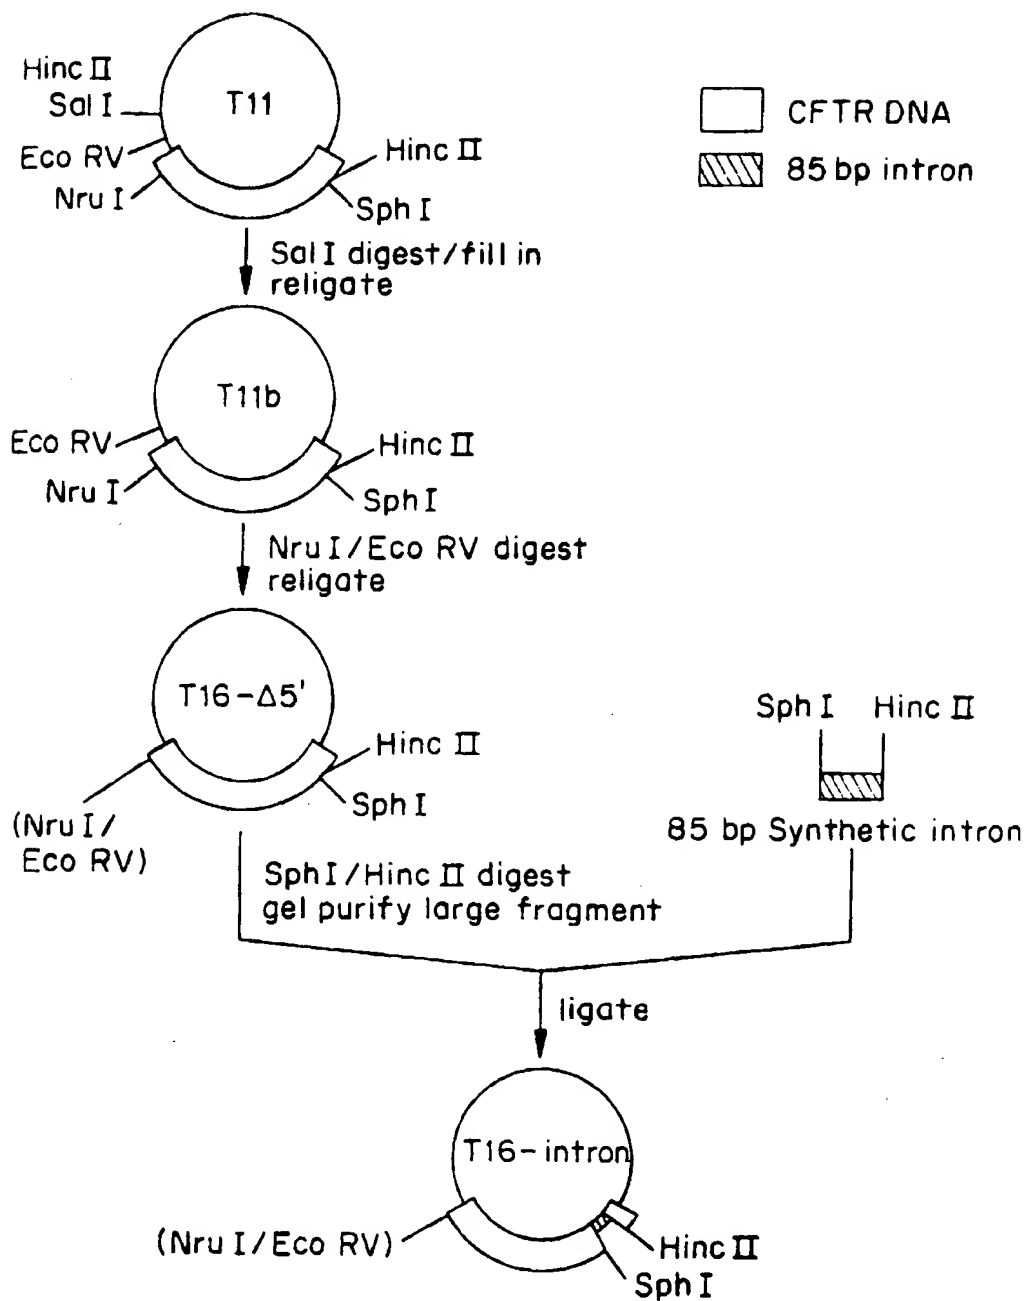 Hinc II
Sal I
Eco RV
Nru I
T11
Hinc II
Sph I
CFTR DNA
85 bp intron
Sal I digest/fill in
religate
T11b
Eco RV
Nru I
Hinc II
Sph I
Nru I/Eco RV digest
religate
T16-Δ5'
Hinc II
Sph I
(Nru I/
Eco RV)
Sph I Hinc II
85 bp Synthetic intron
Sph I/Hinc II digest
gel purify large fragment
ligate
T16-intron
(Nru I/Eco RV)
Hinc II
Sph I